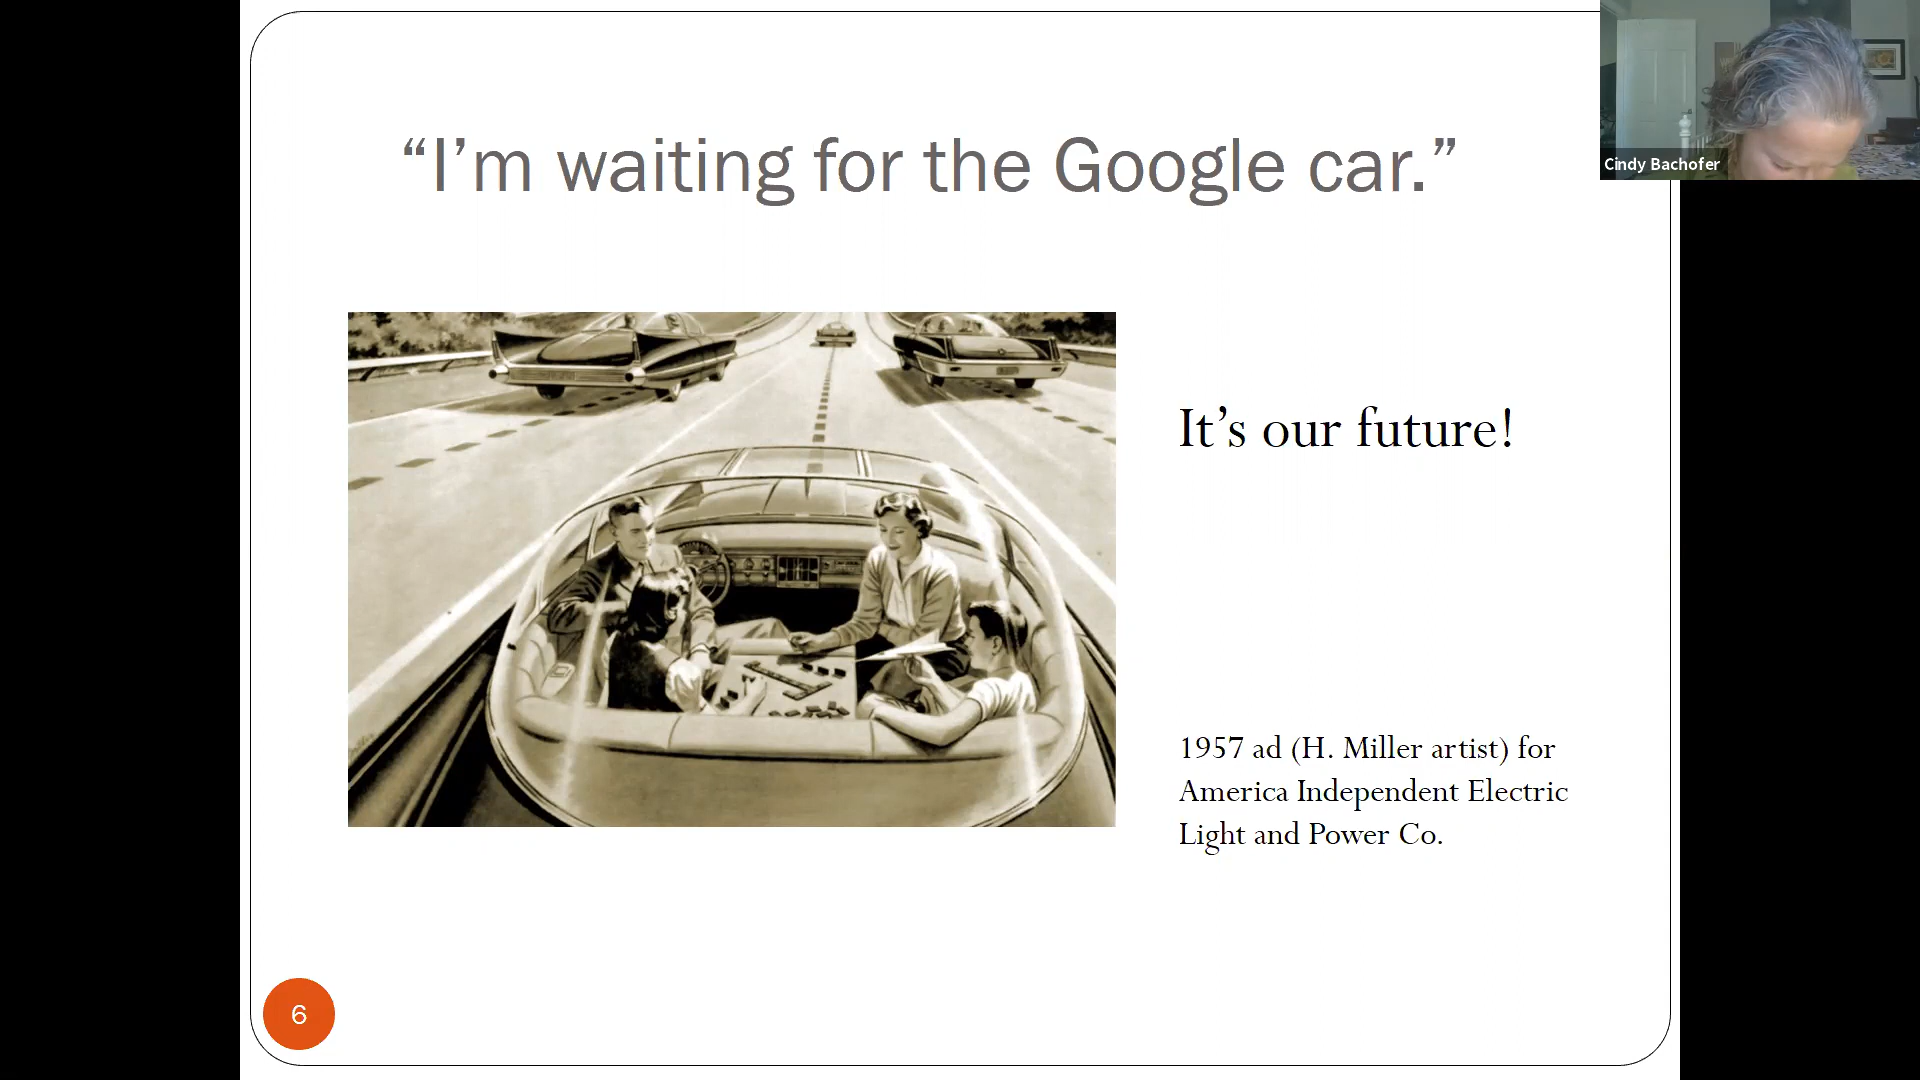 “I’m waiting for the Google car.”
Cindy Bachofer
It’s our future!
1957 ad (H. Miller artist) for
America Independent Electric
Light and Power Co.
6